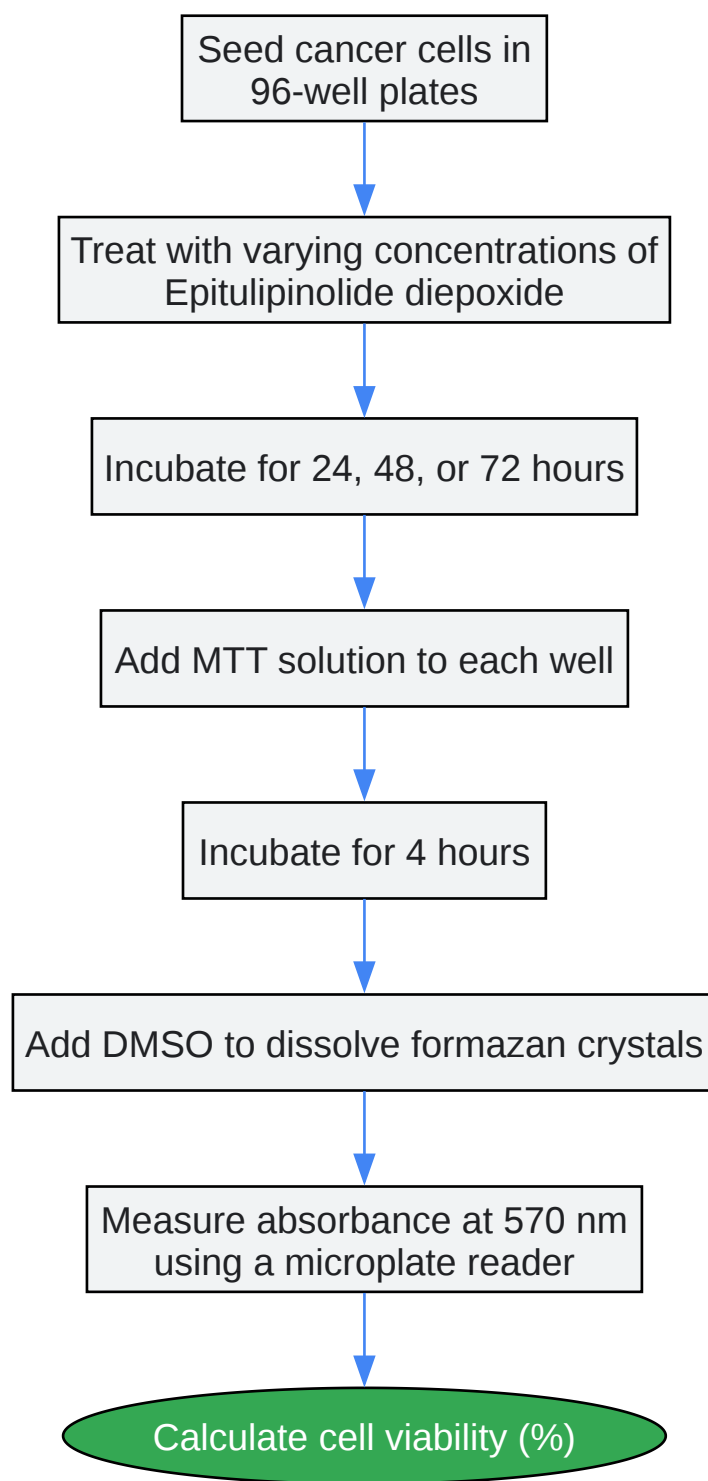 Seed cancer cells in
96-well plates
Treat with varying concentrations of
Epitulipinolide diepoxide
Incubate for 24, 48, or 72 hours
Add MTT solution to each well
Incubate for 4 hours
Add DMSO to dissolve formazan crystals
Measure absorbance at 570 nm
using a microplate reader
Calculate cell viability (%)